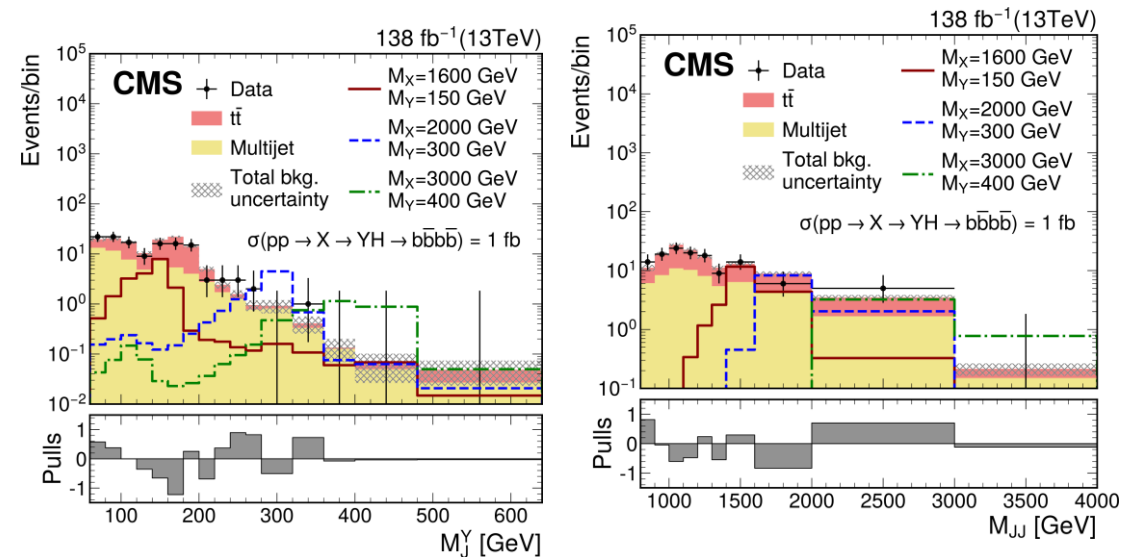 138 fb⁻¹(13TeV)
CMS
Data
tt̄
Multijet
Total bkg.
uncertainty
M_X=1600 GeV
M_Y=150 GeV
M_X=2000 GeV
M_Y=300 GeV
M_X=3000 GeV
M_Y=400 GeV
σ(pp → X → YH → bb̄bb̄) = 1 fb
Events/bin
10⁵
10⁴
10³
10²
10¹
10⁰
10⁻¹
10⁻²
Pulls
1
0
-1
100 200 300 400 500 600
M_J^Y [GeV]
138 fb⁻¹(13TeV)
CMS
Data
tt̄
Multijet
Total bkg.
uncertainty
M_X=1600 GeV
M_Y=150 GeV
M_X=2000 GeV
M_Y=300 GeV
M_X=3000 GeV
M_Y=400 GeV
σ(pp → X → YH → bb̄bb̄) = 1 fb
Events/bin
10⁵
10⁴
10³
10²
10¹
10⁰
10⁻¹
Pulls
1
0
-1
1000 1500 2000 2500 3000 3500 4000
M_JJ [GeV]